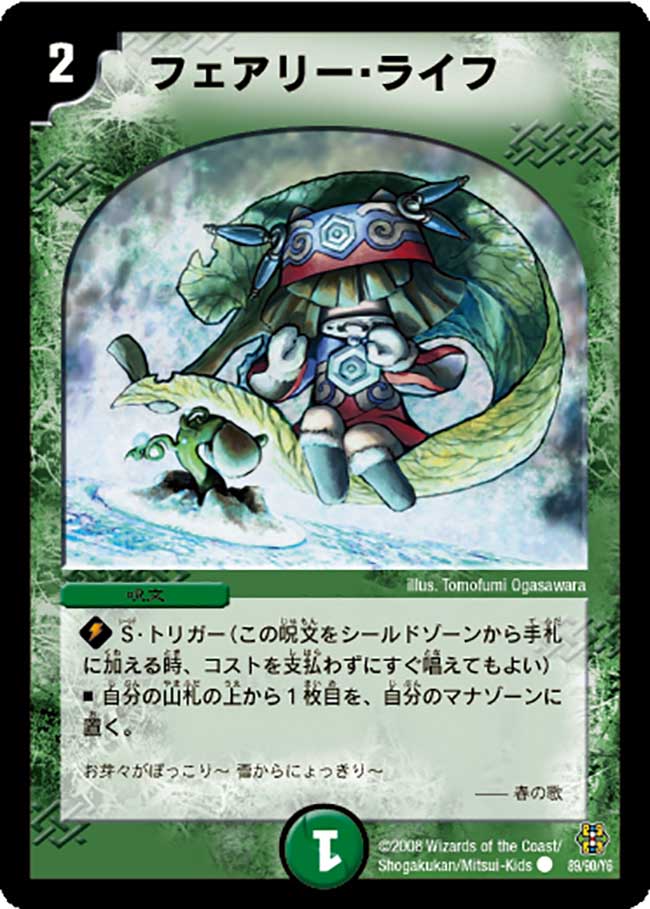 2
フェアリー・ライフ
illus. Tomofumi Ogasawara
呪文
S・トリガー（この呪文をシールドゾーンから手札
に加える時、コストを支払わずにすぐ唱えてもよい）
■ 自分の山札の上から１枚目を、自分のマナゾーンに
置く。
お芽々がぽっこり〜 雪からにょっきり〜
—— 春の歌
1
©2008 Wizards of the Coast/
Shogakukan/Mitsui-Kids
89/90/Y6